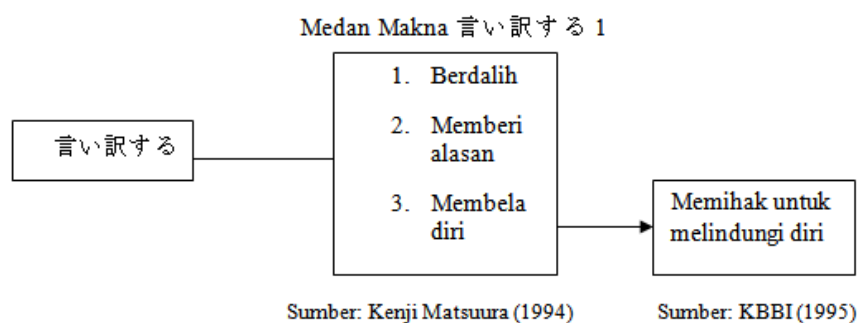 Medan Makna 言い訳する 1
言い訳する
1. Berdalih
2. Memberi
alasan
3. Membela
diri
Memihak untuk
melindungi diri
Sumber: Kenji Matsuura (1994)
Sumber: KBBI (1995)